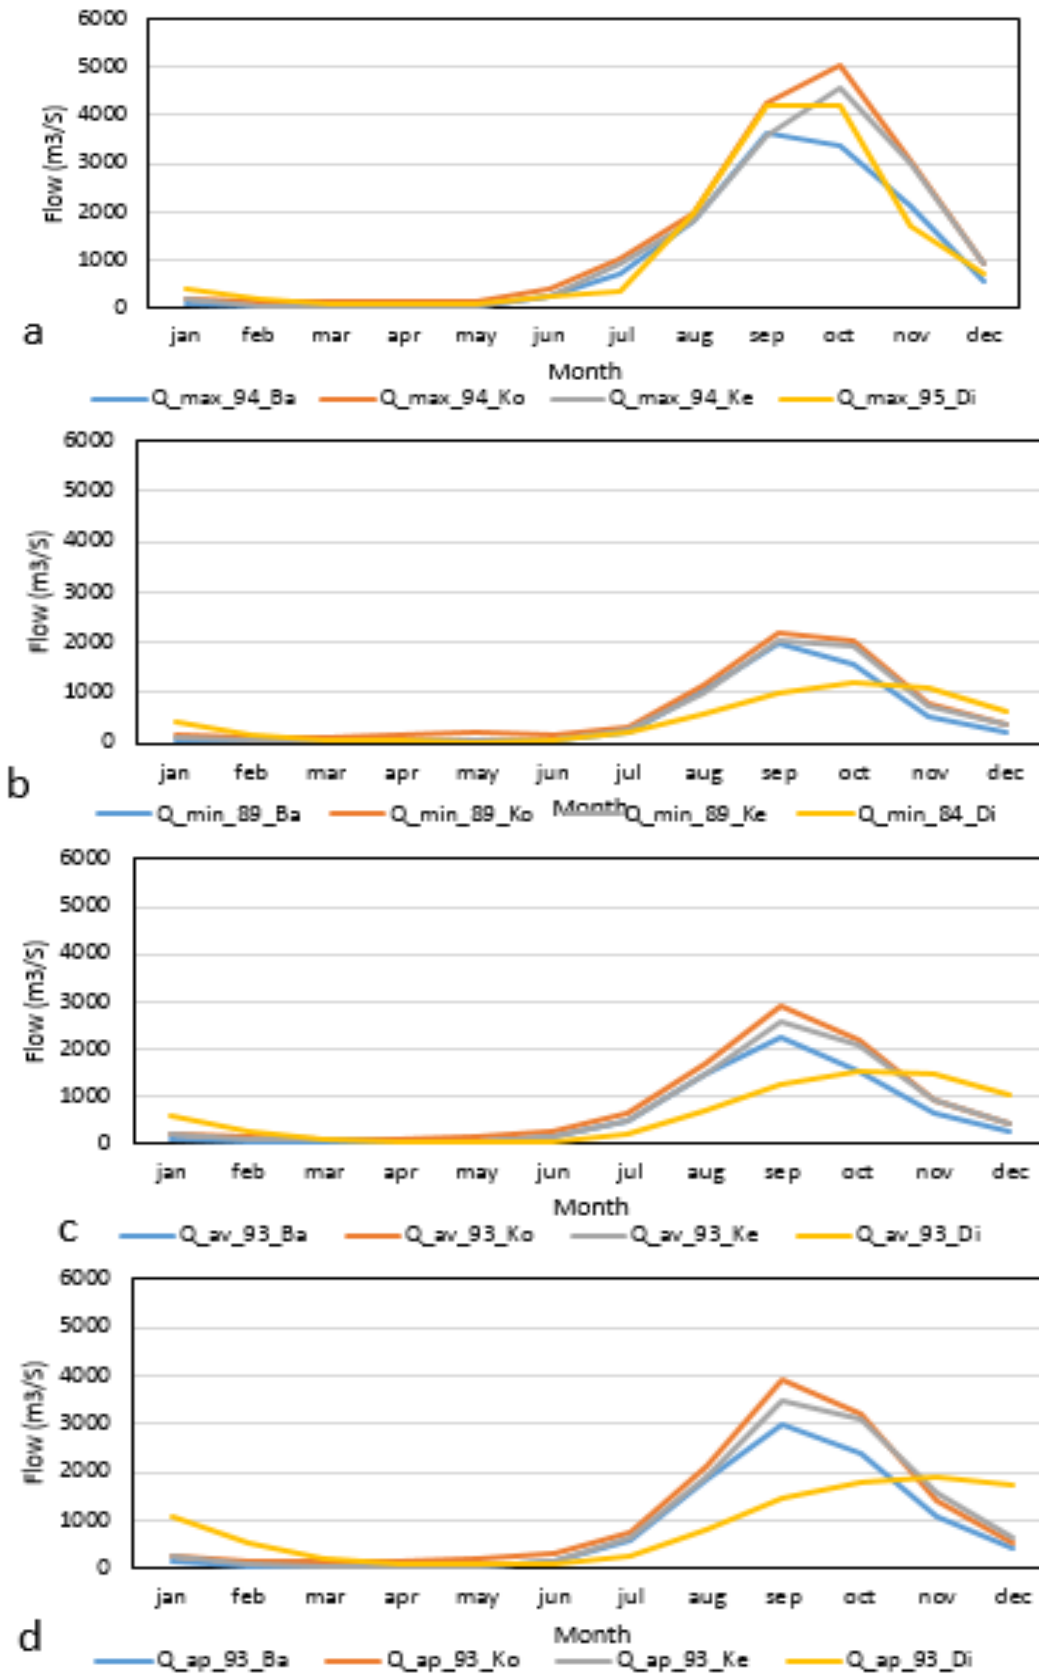 6000
5000
4000
3000
2000
1000
0
Flow (m3/S)
a
jan feb mar apr may jun jul aug sep oct nov dec
Month
Q_max_94_Ba Q_max_94_Ko Q_max_94_Ke Q_max_95_Di
6000
5000
4000
3000
2000
1000
0
Flow (m3/S)
jan feb mar apr may jun jul aug sep oct nov dec
b
Month
Q_min_89_Ba Q_min_89_Ko Q_min_89_Ke Q_min_84_Di
6000
5000
4000
3000
2000
1000
0
Flow (m3/S)
jan feb mar apr may jun jul aug sep oct nov dec
Month
c
Q_av_93_Ba Q_av_93_Ko Q_av_93_Ke Q_av_93_Di
6000
5000
4000
3000
2000
1000
0
Flow (m3/S)
jan feb mar apr may jun jul aug sep oct nov dec
Month
d
Q_ap_93_Ba Q_ap_93_Ko Q_ap_93_Ke Q_ap_93_Di